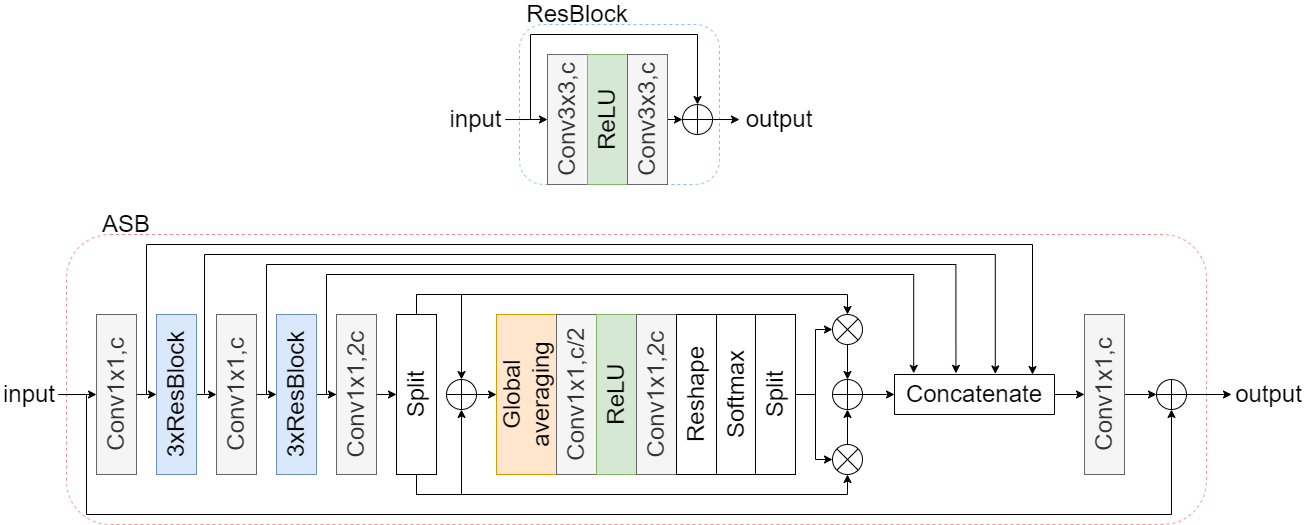 ResBlock
input
Conv3x3,c
ReLU
Conv3x3,c
output
ASB
input
Conv1x1,c
3xResBlock
Conv1x1,c
3xResBlock
Conv1x1,2c
Split
Global
averaging
Conv1x1,c/2
ReLU
Conv1x1,2c
Reshape
Softmax
Split
Concatenate
Conv1x1,c
output